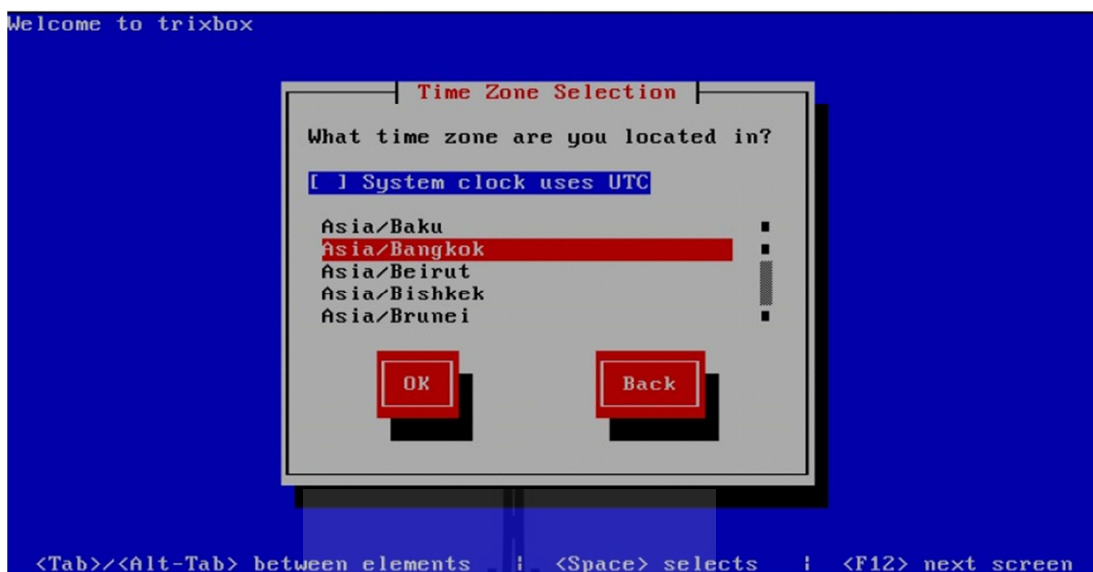 Welcome to trixbox
Time Zone Selection
What time zone are you located in?
[ ] System clock uses UTC
Asia/Baku
Asia/Bangkok
Asia/Beirut
Asia/Bishkek
Asia/Brunei
OK Back
<Tab>/<Alt-Tab> between elements | <Space> selects | <F12> next screen